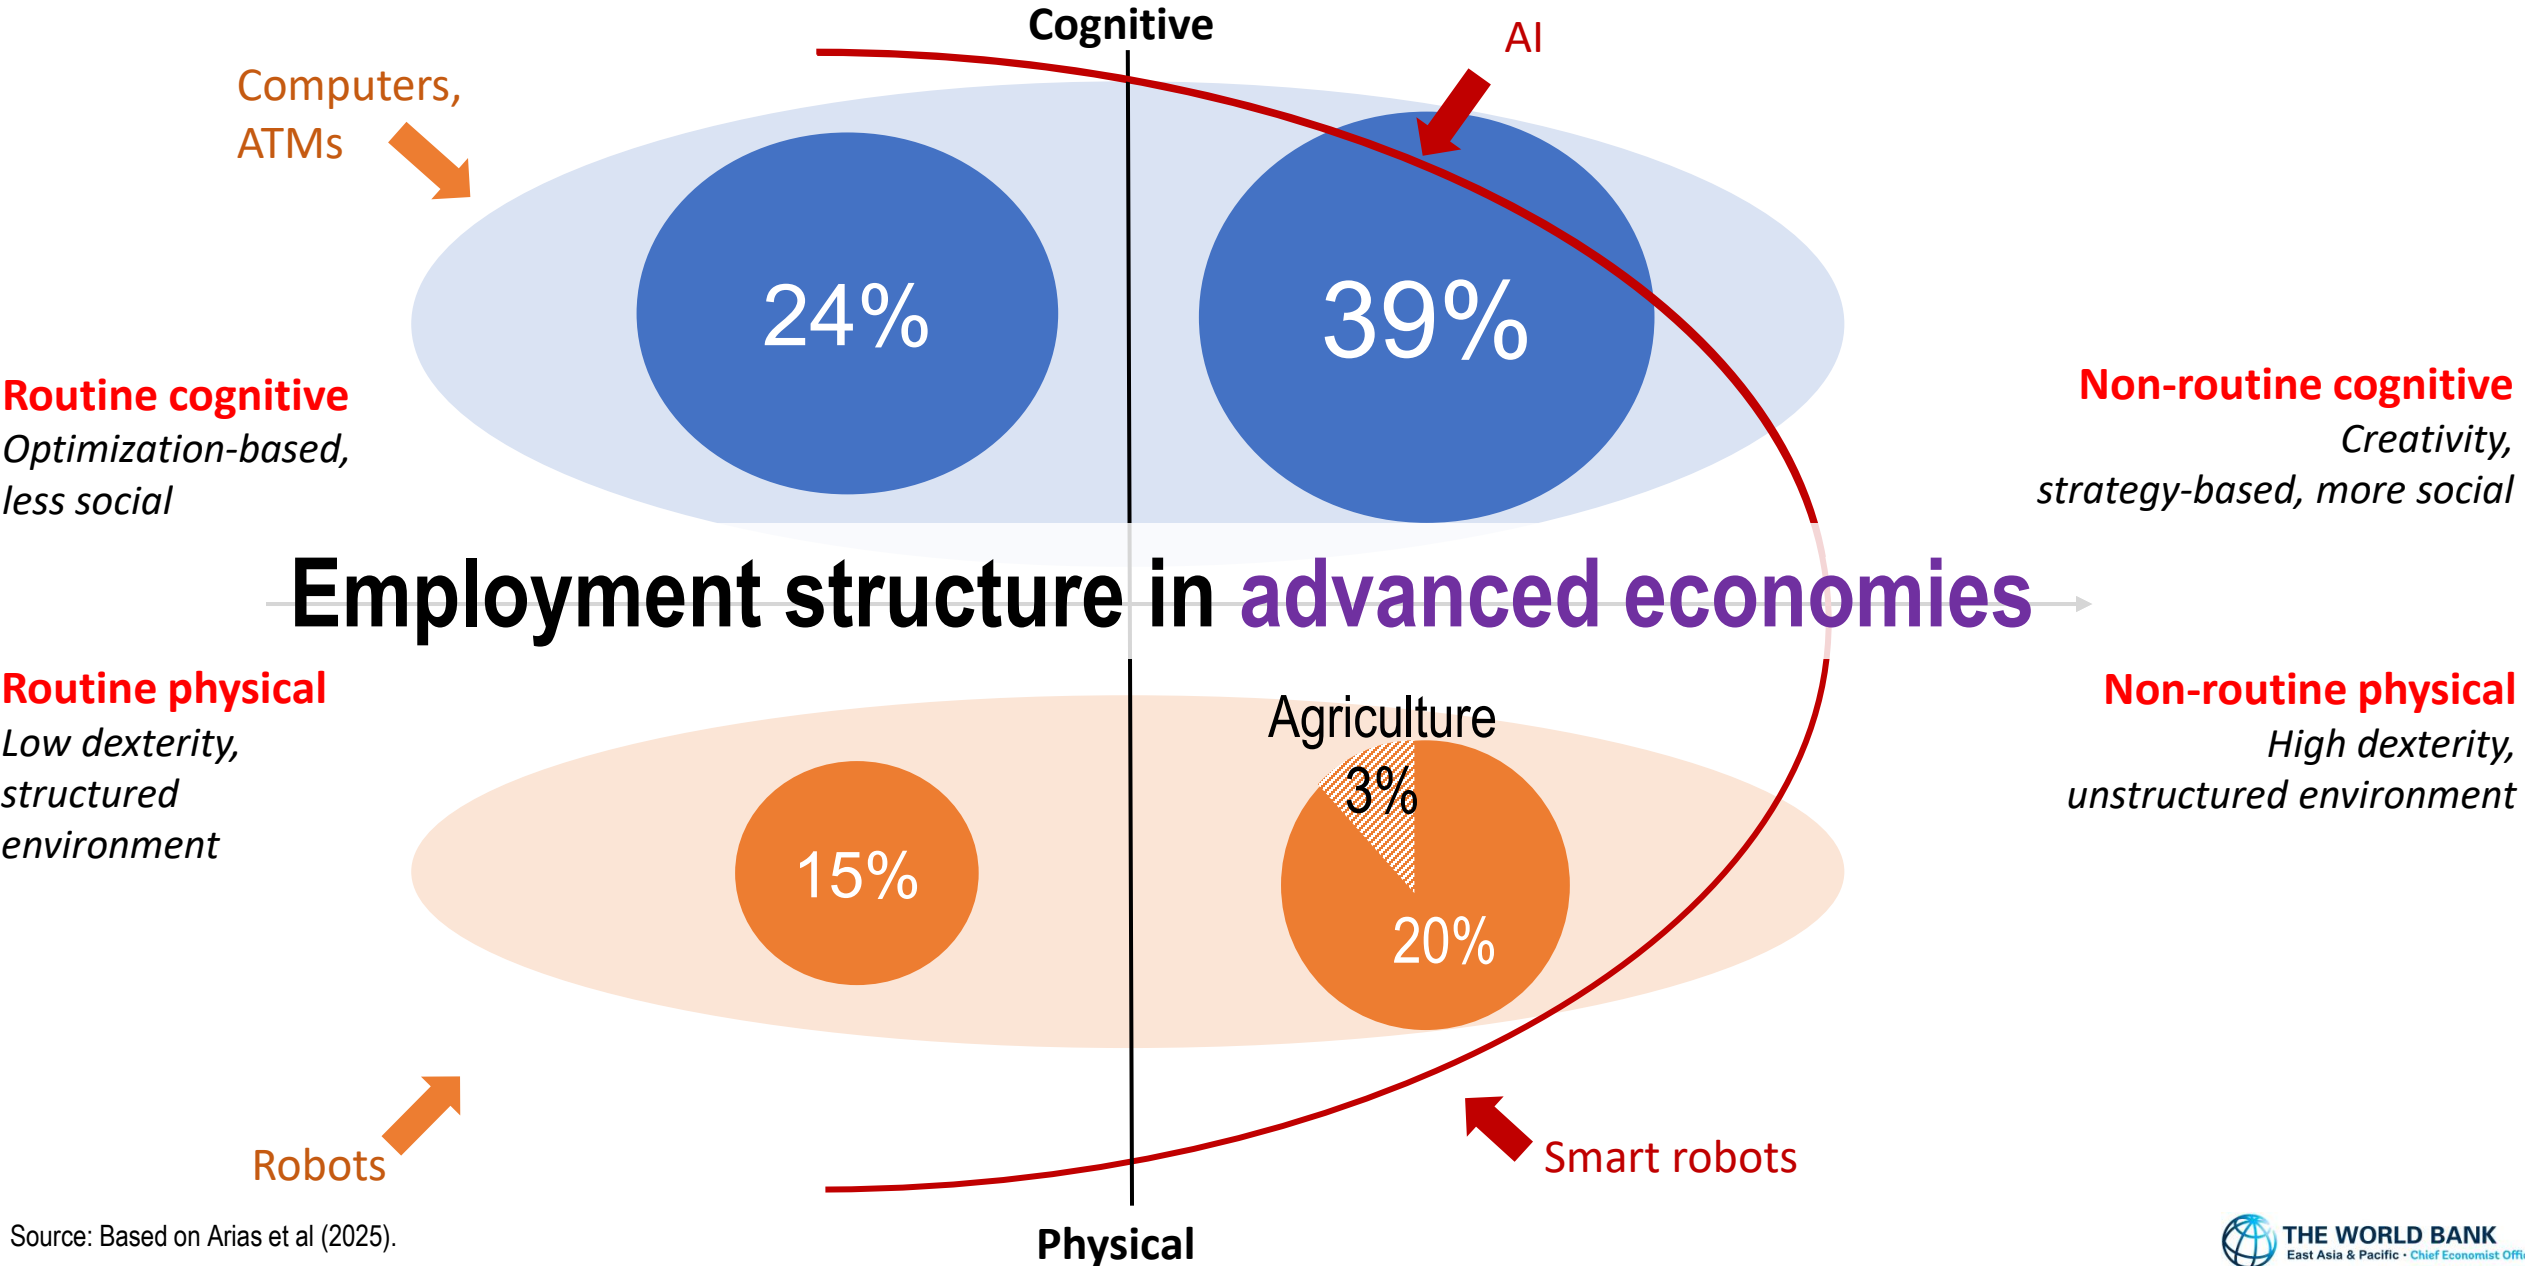 Cognitive
AI
Computers,
ATMs
24%
39%
Routine cognitive
Optimization-based,
less social
Non-routine cognitive
Creativity,
strategy-based, more social
Employment structure in advanced economies
Routine physical
Low dexterity,
structured
environment
Agriculture
3%
15%
20%
Non-routine physical
High dexterity,
unstructured environment
Robots
Smart robots
Physical
Source: Based on Arias et al (2025).
THE WORLD BANK
East Asia & Pacific • Chief Economist Offi